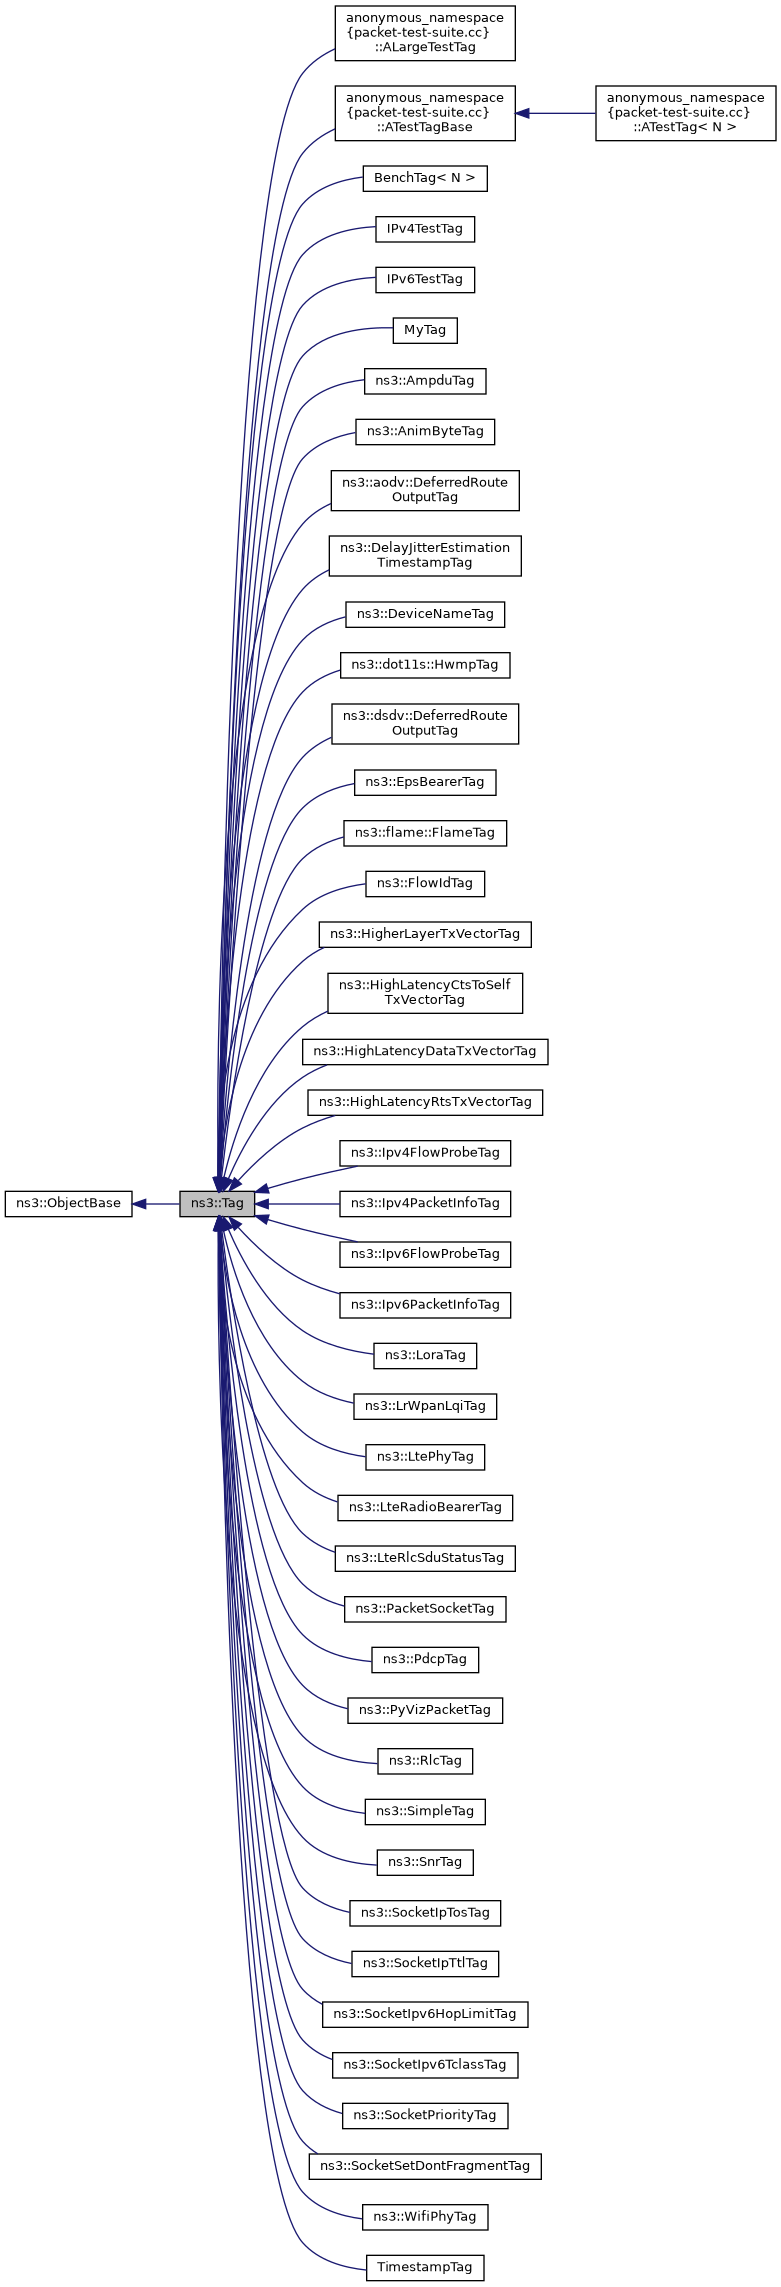 anonymous_namespace
{packet-test-suite.cc}
::ALargeTestTag
anonymous_namespace
{packet-test-suite.cc}
::ATestTagBase
anonymous_namespace
{packet-test-suite.cc}
::ATestTag< N >
BenchTag< N >
IPv4TestTag
IPv6TestTag
MyTag
ns3::AmpduTag
ns3::AnimByteTag
ns3::aodv::DeferredRoute
OutputTag
ns3::DelayJitterEstimation
TimestampTag
ns3::DeviceNameTag
ns3::dot11s::HwmpTag
ns3::dsdv::DeferredRoute
OutputTag
ns3::EpsBearerTag
ns3::flame::FlameTag
ns3::FlowIdTag
ns3::HigherLayerTxVectorTag
ns3::HighLatencyCtsToSelf
TxVectorTag
ns3::HighLatencyDataTxVectorTag
ns3::HighLatencyRtsTxVectorTag
ns3::Ipv4FlowProbeTag
ns3::ObjectBase
ns3::Tag
ns3::Ipv4PacketInfoTag
ns3::Ipv6FlowProbeTag
ns3::Ipv6PacketInfoTag
ns3::LoraTag
ns3::LrWpanLqiTag
ns3::LtePhyTag
ns3::LteRadioBearerTag
ns3::LteRlcSduStatusTag
ns3::PacketSocketTag
ns3::PdcpTag
ns3::PyVizPacketTag
ns3::RlcTag
ns3::SimpleTag
ns3::SnrTag
ns3::SocketIpTosTag
ns3::SocketIpTtlTag
ns3::SocketIpv6HopLimitTag
ns3::SocketIpv6TclassTag
ns3::SocketPriorityTag
ns3::SocketSetDontFragmentTag
ns3::WifiPhyTag
TimestampTag